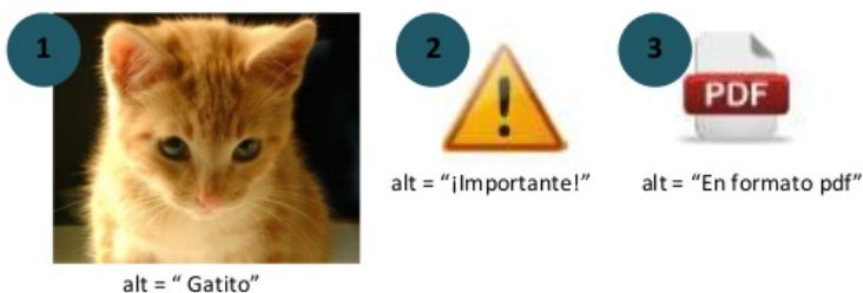 1
2
3
PDF
alt = “¡Importante!”
alt = “En formato pdf”
alt = “ Gatito”